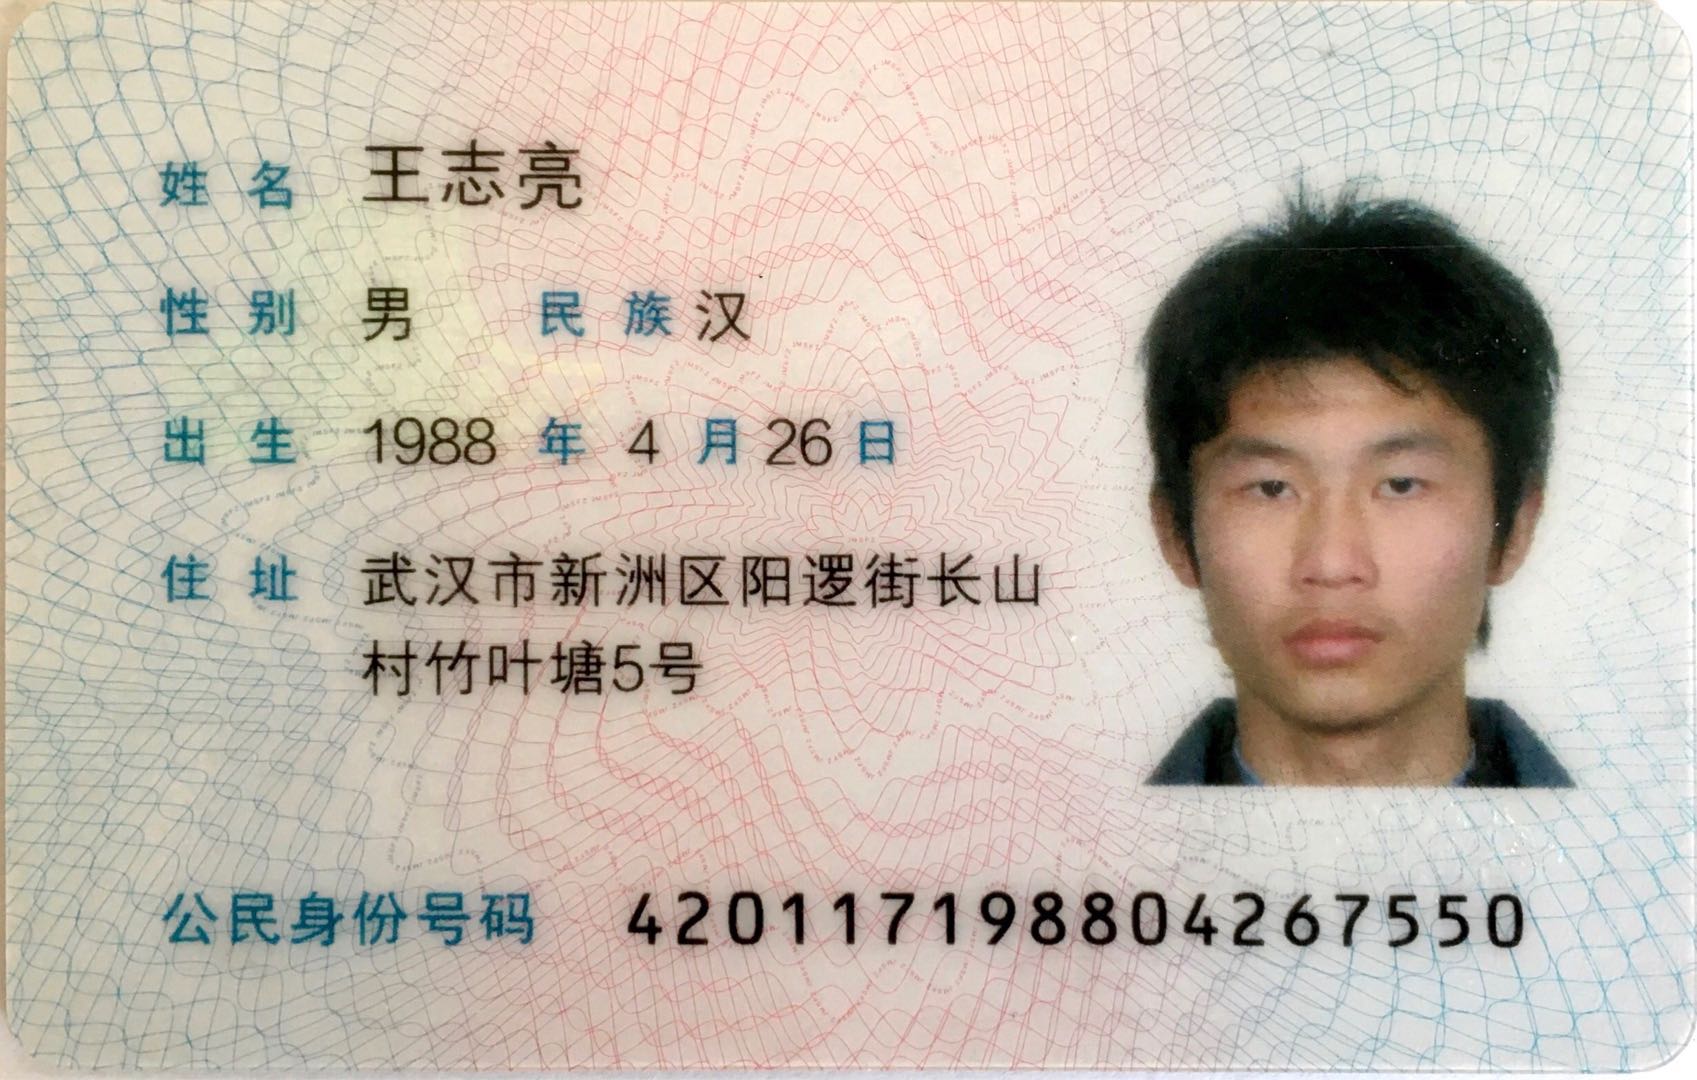 姓名 王志亮
性别 男 民族 汉
出生 1988 年 4 月 26 日
住址 武汉市新洲区阳逻街长山
村竹叶塘5号
公民身份号码 420117198804267550